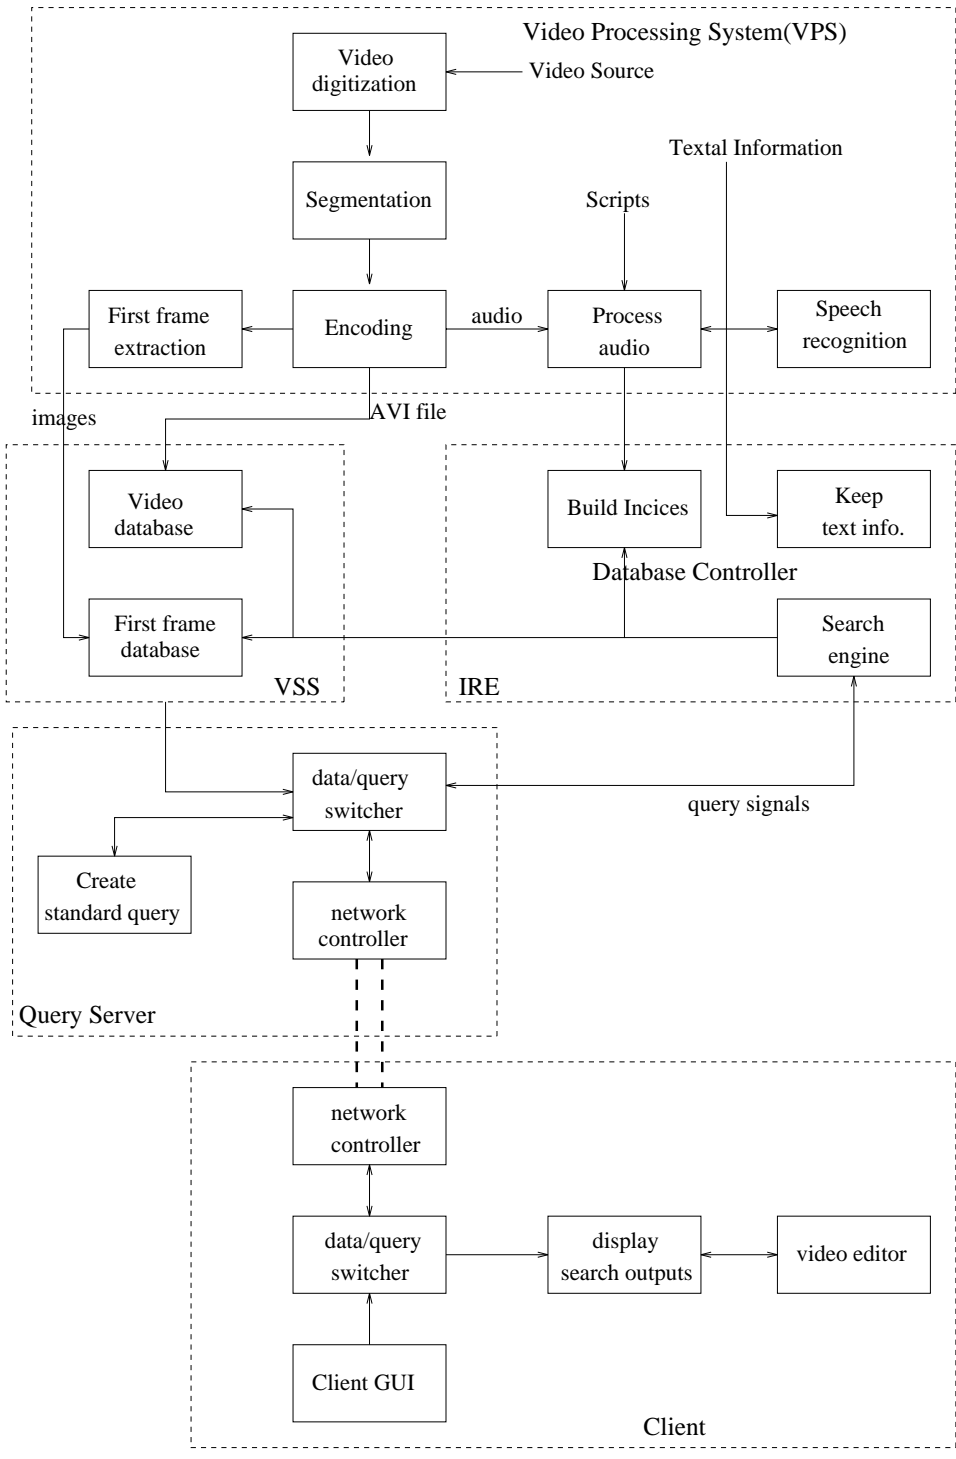 Video Processing System(VPS)
Video
digitization
Video Source
Textal Information
Segmentation
Scripts
First frame
extraction
Encoding
audio
Process
audio
Speech
recognition
images
AVI file
Video
database
Build Incices
Keep
text info.
Database Controller
First frame
database
Search
engine
VSS
IRE
data/query
switcher
query signals
Create
standard query
network
controller
Query Server
network
controller
data/query
switcher
display
search outputs
video editor
Client GUI
Client